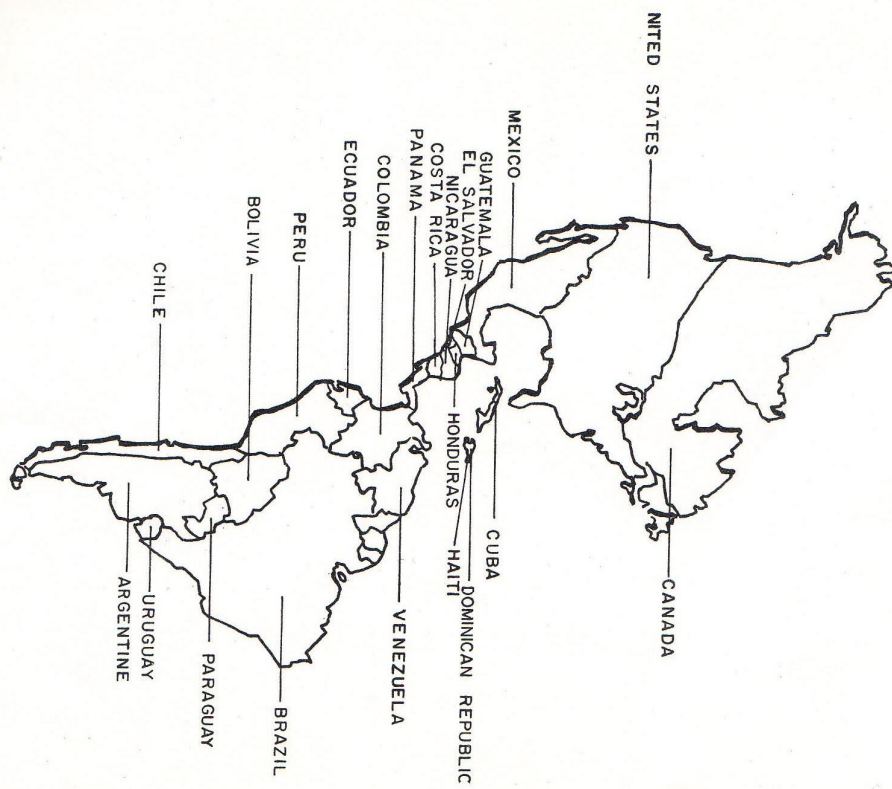 NITED STATES
CANADA
MEXICO
CUBA
DOMINICAN REPUBLIC
HAITI
HONDURAS
GUATEMALA
EL SALVADOR
NICARAGUA
COSTA RICA
PANAMA
COLOMBIA
VENEZUELA
ECUADOR
PERU
BRAZIL
BOLIVIA
PARAGUAY
CHILE
URUGUAY
ARGENTINE